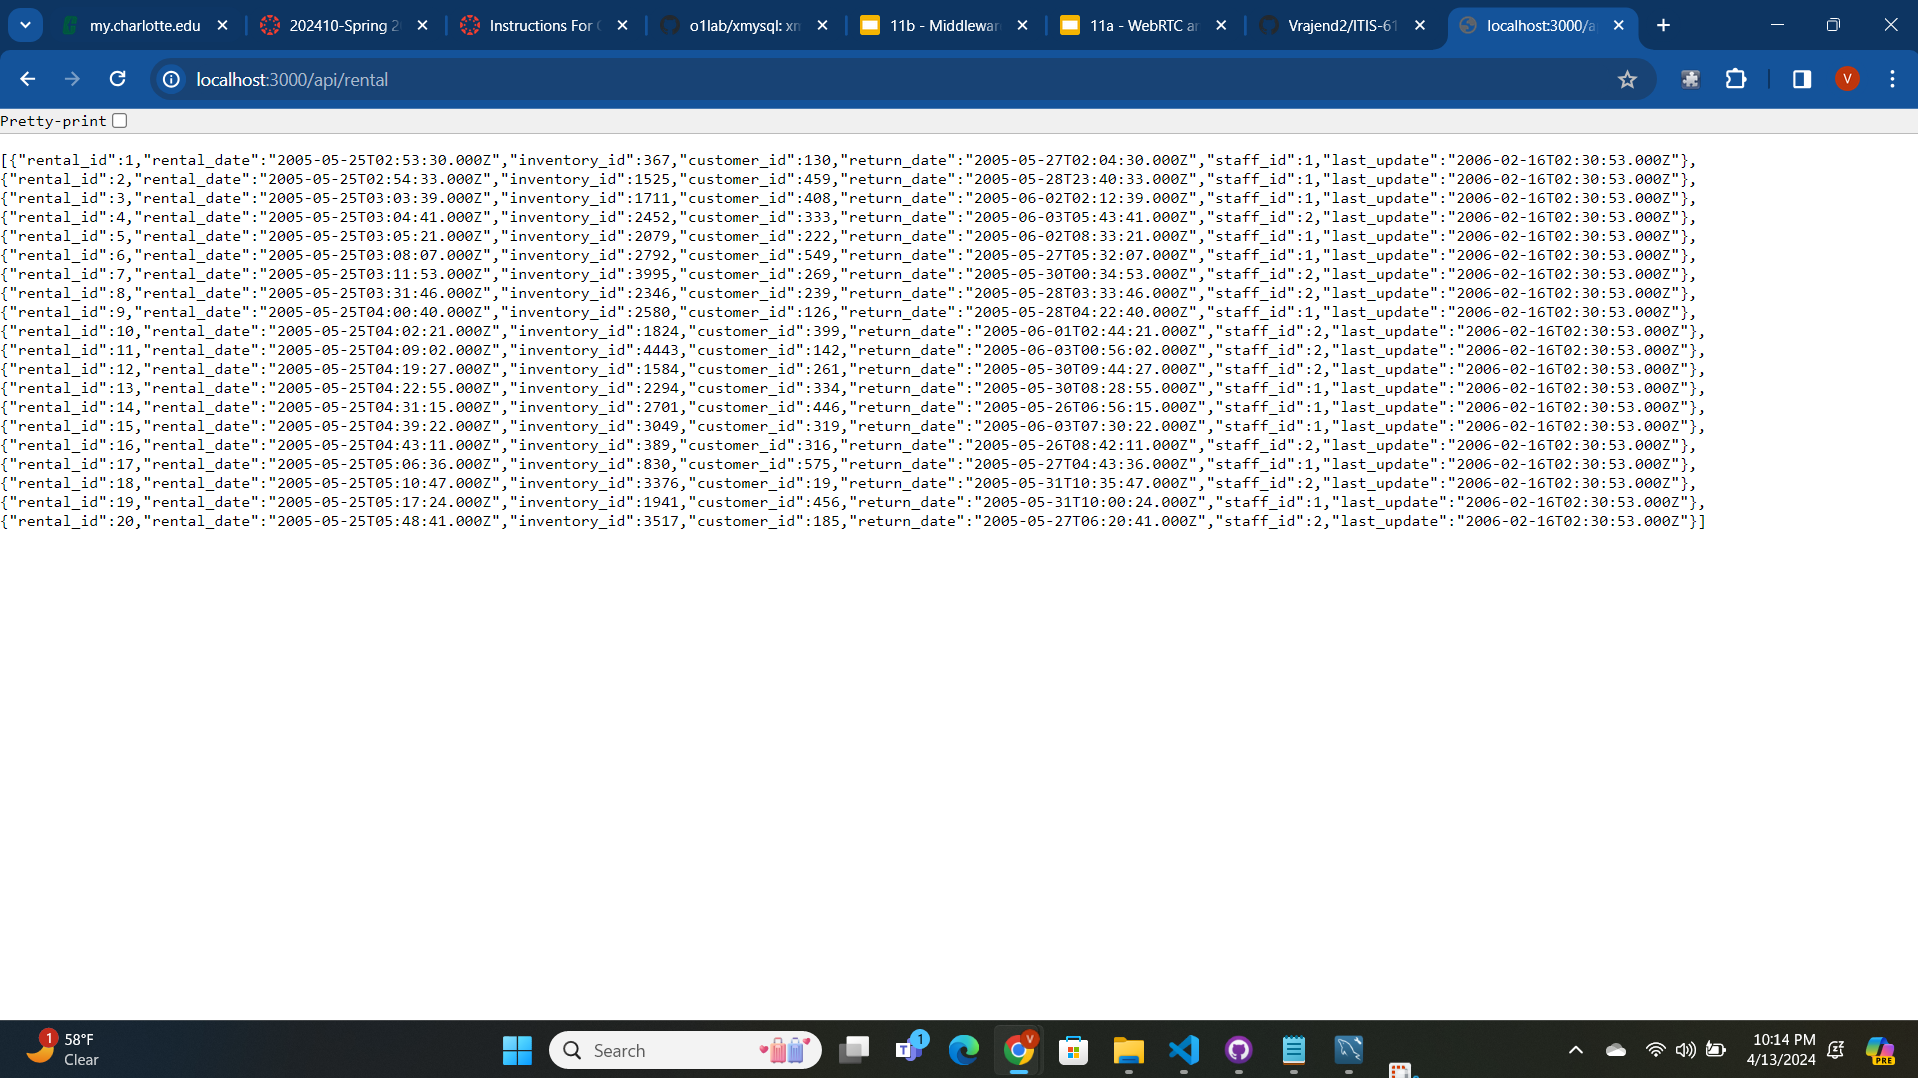 my.charlotte.edu
202410-Spring 2
Instructions For
o1lab/xmysql: xm
11b - Middleware
11a - WebRTC an
Vrajend2/ITIS-61
localhost:3000/a
localhost:3000/api/rental
V
Pretty-print
[{"rental_id":1,"rental_date":"2005-05-25T02:53:30.000Z","inventory_id":367,"customer_id":130,"return_date":"2005-05-27T02:04:30.000Z","staff_id":1,"last_update":"2006-02-16T02:30:53.000Z"},
{"rental_id":2,"rental_date":"2005-05-25T02:54:33.000Z","inventory_id":1525,"customer_id":459,"return_date":"2005-05-28T23:40:33.000Z","staff_id":1,"last_update":"2006-02-16T02:30:53.000Z"},
{"rental_id":3,"rental_date":"2005-05-25T03:03:39.000Z","inventory_id":1711,"customer_id":408,"return_date":"2005-06-02T02:12:39.000Z","staff_id":1,"last_update":"2006-02-16T02:30:53.000Z"},
{"rental_id":4,"rental_date":"2005-05-25T03:04:41.000Z","inventory_id":2452,"customer_id":333,"return_date":"2005-06-03T05:43:41.000Z","staff_id":2,"last_update":"2006-02-16T02:30:53.000Z"},
{"rental_id":5,"rental_date":"2005-05-25T03:05:21.000Z","inventory_id":2079,"customer_id":222,"return_date":"2005-06-02T08:33:21.000Z","staff_id":1,"last_update":"2006-02-16T02:30:53.000Z"},
{"rental_id":6,"rental_date":"2005-05-25T03:08:07.000Z","inventory_id":2792,"customer_id":549,"return_date":"2005-05-27T05:32:07.000Z","staff_id":1,"last_update":"2006-02-16T02:30:53.000Z"},
{"rental_id":7,"rental_date":"2005-05-25T03:11:53.000Z","inventory_id":3995,"customer_id":269,"return_date":"2005-05-30T00:34:53.000Z","staff_id":2,"last_update":"2006-02-16T02:30:53.000Z"},
{"rental_id":8,"rental_date":"2005-05-25T03:31:46.000Z","inventory_id":2346,"customer_id":239,"return_date":"2005-05-28T03:33:46.000Z","staff_id":2,"last_update":"2006-02-16T02:30:53.000Z"},
{"rental_id":9,"rental_date":"2005-05-25T04:00:40.000Z","inventory_id":2580,"customer_id":126,"return_date":"2005-05-28T04:22:40.000Z","staff_id":1,"last_update":"2006-02-16T02:30:53.000Z"},
{"rental_id":10,"rental_date":"2005-05-25T04:02:21.000Z","inventory_id":1824,"customer_id":399,"return_date":"2005-06-01T02:44:21.000Z","staff_id":2,"last_update":"2006-02-16T02:30:53.000Z"},
{"rental_id":11,"rental_date":"2005-05-25T04:09:02.000Z","inventory_id":4443,"customer_id":142,"return_date":"2005-06-03T00:56:02.000Z","staff_id":2,"last_update":"2006-02-16T02:30:53.000Z"},
{"rental_id":12,"rental_date":"2005-05-25T04:19:27.000Z","inventory_id":1584,"customer_id":261,"return_date":"2005-05-30T09:44:27.000Z","staff_id":2,"last_update":"2006-02-16T02:30:53.000Z"},
{"rental_id":13,"rental_date":"2005-05-25T04:22:55.000Z","inventory_id":2294,"customer_id":334,"return_date":"2005-05-30T08:28:55.000Z","staff_id":1,"last_update":"2006-02-16T02:30:53.000Z"},
{"rental_id":14,"rental_date":"2005-05-25T04:31:15.000Z","inventory_id":2701,"customer_id":446,"return_date":"2005-05-26T06:56:15.000Z","staff_id":1,"last_update":"2006-02-16T02:30:53.000Z"},
{"rental_id":15,"rental_date":"2005-05-25T04:39:22.000Z","inventory_id":3049,"customer_id":319,"return_date":"2005-06-03T07:30:22.000Z","staff_id":1,"last_update":"2006-02-16T02:30:53.000Z"},
{"rental_id":16,"rental_date":"2005-05-25T04:43:11.000Z","inventory_id":389,"customer_id":316,"return_date":"2005-05-26T08:42:11.000Z","staff_id":2,"last_update":"2006-02-16T02:30:53.000Z"},
{"rental_id":17,"rental_date":"2005-05-25T05:06:36.000Z","inventory_id":830,"customer_id":575,"return_date":"2005-05-27T04:43:36.000Z","staff_id":1,"last_update":"2006-02-16T02:30:53.000Z"},
{"rental_id":18,"rental_date":"2005-05-25T05:10:47.000Z","inventory_id":3376,"customer_id":19,"return_date":"2005-05-31T10:35:47.000Z","staff_id":2,"last_update":"2006-02-16T02:30:53.000Z"},
{"rental_id":19,"rental_date":"2005-05-25T05:17:24.000Z","inventory_id":1941,"customer_id":456,"return_date":"2005-05-31T10:00:24.000Z","staff_id":1,"last_update":"2006-02-16T02:30:53.000Z"},
{"rental_id":20,"rental_date":"2005-05-25T05:48:41.000Z","inventory_id":3517,"customer_id":185,"return_date":"2005-05-27T06:20:41.000Z","staff_id":2,"last_update":"2006-02-16T02:30:53.000Z"}]
1
58°F
Clear
Search
T
1
V
10:14 PM
4/13/2024
PRE